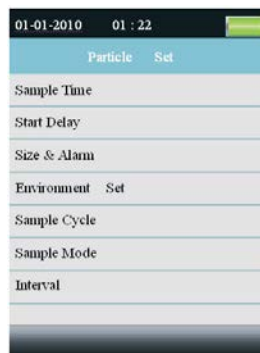 01-01-2010 01 : 22
Particle Set
Sample Time
Start Delay
Size & Alarm
Environment Set
Sample Cycle
Sample Mode
Interval